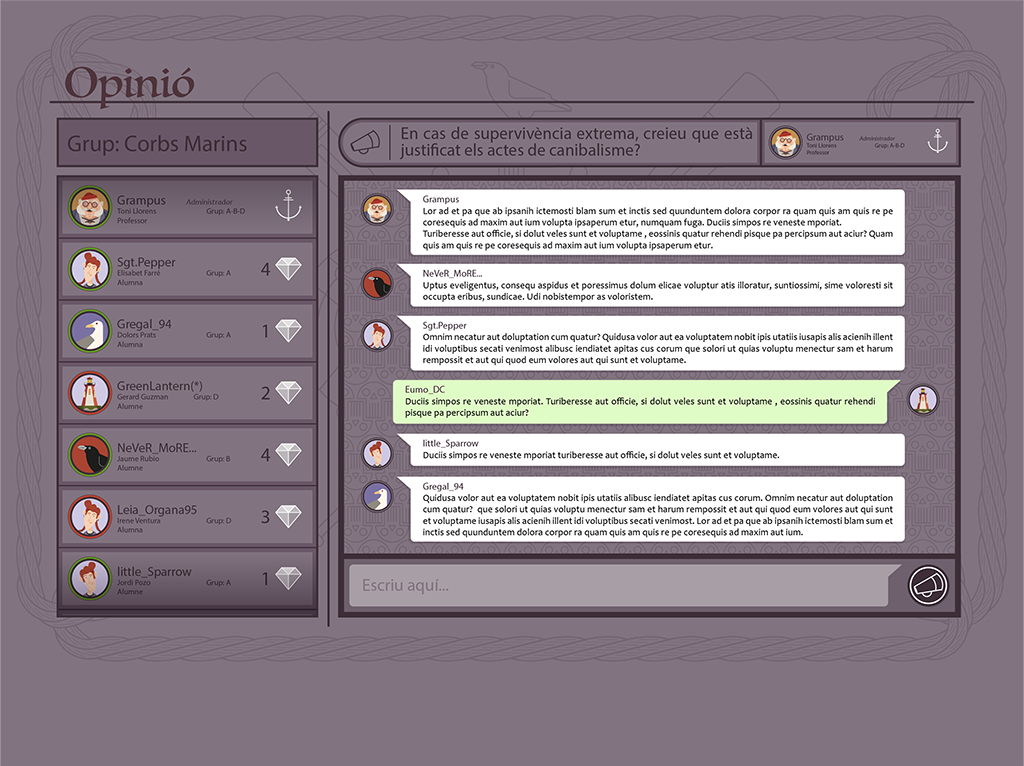 Opinió
Grup: Corbs Marins
Grampus
Administrador
Toni Llorens
Grup: A-B-D
Professor
Sgt.Pepper
Elisabet Farré
Grup: A
4
Alumna
Gregal_94
Dolors Prats
Grup: A
1
Alumna
GreenLantern(*)
Gerard Guzman
Grup: D
2
Alumne
NeVeR_MoRE...
Jaume Rubio
Grup: B
4
Alumne
Leia_Organa95
Irene Ventura
Grup: D
3
Alumna
little_Sparrow
Jordi Pozo
Grup: A
1
Alumne
En cas de supervivència extrema, creieu que està
justificat els actes de canibalisme?
Grampus
Administrador
Toni Llorens
Grup: A-B-D
Professor
Grampus
Lor ad et pa que ab ipsanih ictemosti blam sum et inctis sed quunduntem dolora corpor ra quam quis am quis re pe
coresequis ad maxim aut ium volupta ipsaperum etur, numquam fuga. Duciis simpos re veneste mporiat.
Turiberesse aut officie, si dolut veles sunt et voluptame , eossinis quatur rehendi pisque pa percipsum aut aciur? Quam
quis am quis re pe coresequis ad maxim aut ium volupta ipsaperum etur.
NeVeR_MoRE...
Uptus eveligentus, consequ aspidus et poressimus dolum elicae voluptur atis illoratur, suntiossimi, sime voloresti sit
occupta eribus, sundicae. Udi nobistempor as voloristem.
Sgt.Pepper
Omnim necatur aut doluptation cum quatur? Quidusa volor aut ea voluptatem nobit ipis utatiis iusapis alis acienih illent
idi voluptibus secati venimost alibusc iendiatet apitas cus corum que solori ut quias voluptu menectur sam et harum
rempossit et aut qui quod eum volores aut qui sunt et voluptame.
Eumo_DC
Duciis simpos re veneste mporiat. Turiberesse aut officie, si dolut veles sunt et voluptame , eossinis quatur rehendi
pisque pa percipsum aut aciur?
little_Sparrow
Duciis simpos re veneste mporiat turiberesse aut officie, si dolut veles sunt et voluptame.
Gregal_94
Quidusa volor aut ea voluptatem nobit ipis utatiis alibusc iendiatet apitas cus corum. Omnim necatur aut doluptation
cum quatur?  que solori ut quias voluptu menectur sam et harum rempossit et aut qui quod eum volores aut qui sunt
et voluptame iusapis alis acienih illent idi voluptibus secati venimost. Lor ad et pa que ab ipsanih ictemosti blam sum et
inctis sed quunduntem dolora corpor ra quam quis am quis re pe coresequis ad maxim aut ium.
Escriu aquí...